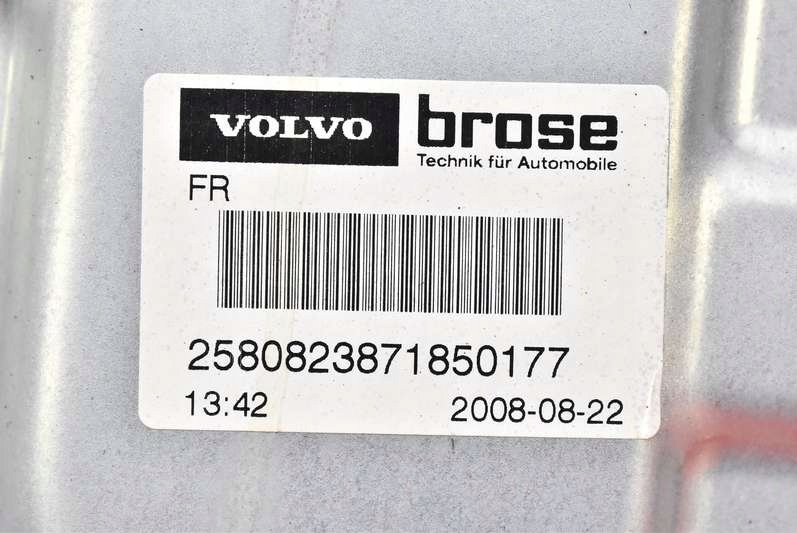 VOLVO brose
Technik für Automobile
FR
2580823871850177
13:42 2008-08-22